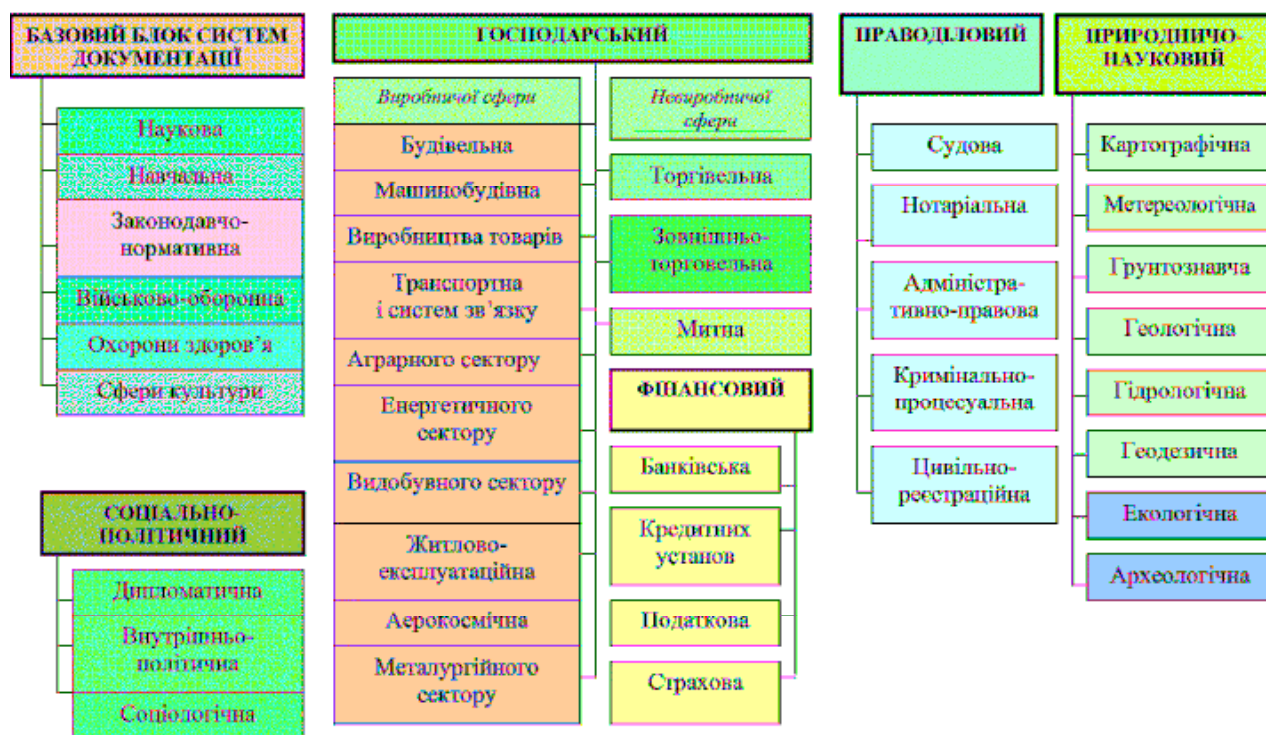 БАЗОВИЙ БЛОК СИСТЕМ
ДОКУМЕНТАЦІЇ
Наукова
Навчальна
Законодавчо-
нормативна
Військово-оборонна
Охорони здоров’я
Сфери культури
СОЦІАЛЬНО-
ПОЛІТИЧНИЙ
Дипломатична
Внутрішньо-
політична
Соціологічна
ГОСПОДАРСЬКИЙ
Виробничої сфери
Будівельна
Машинобудівна
Виробництва товарів
Транспортна
і систем зв’язку
Аграрного сектору
Енергетичного
сектору
Видобувного сектору
Житлово-
експлуатаційна
Аерокосмічна
Металургійного
сектору
Невиробничої
сфери
Торгівельна
Зовнішньо-
торговельна
Митна
ФІНАНСОВИЙ
Банківська
Кредитних
установ
Податкова
Страхова
ПРАВОДІЛОВИЙ
Судова
Нотаріальна
Адміністра-
тивно-правова
Кримінально-
процесуальна
Цивільно-
реєстраційна
ПРИРОДНИЧО-
НАУКОВИЙ
Картографічна
Метереологічна
Грунтознавча
Геологічна
Гідрологічна
Геодезична
Екологічна
Археологічна